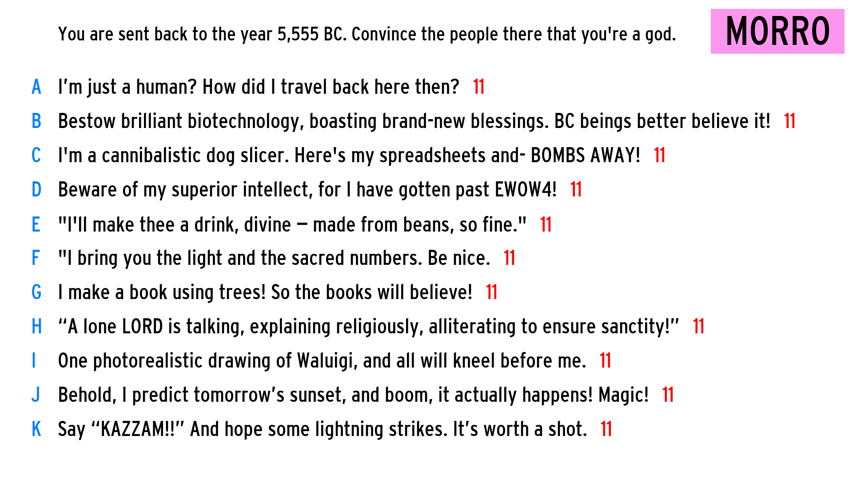 You are sent back to the year 5,555 BC. Convince the people there that you're a god.
MORRO
A I'm just a human? How did I travel back here then? 11
B Bestow brilliant biotechnology, boasting brand-new blessings. BC beings better believe it! 11
C I'm a cannibalistic dog slicer. Here's my spreadsheets and- BOMBS AWAY! 11
D Beware of my superior intellect, for I have gotten past EWOW4! 11
E "I'll make thee a drink, divine – made from beans, so fine." 11
F "I bring you the light and the sacred numbers. Be nice. 11
G I make a book using trees! So the books will believe! 11
H “A lone LORD is talking, explaining religiously, alliterating to ensure sanctity!” 11
I One photorealistic drawing of Waluigi, and all will kneel before me. 11
J Behold, I predict tomorrow’s sunset, and boom, it actually happens! Magic! 11
K Say “KAZZAM!!” And hope some lightning strikes. It’s worth a shot. 11